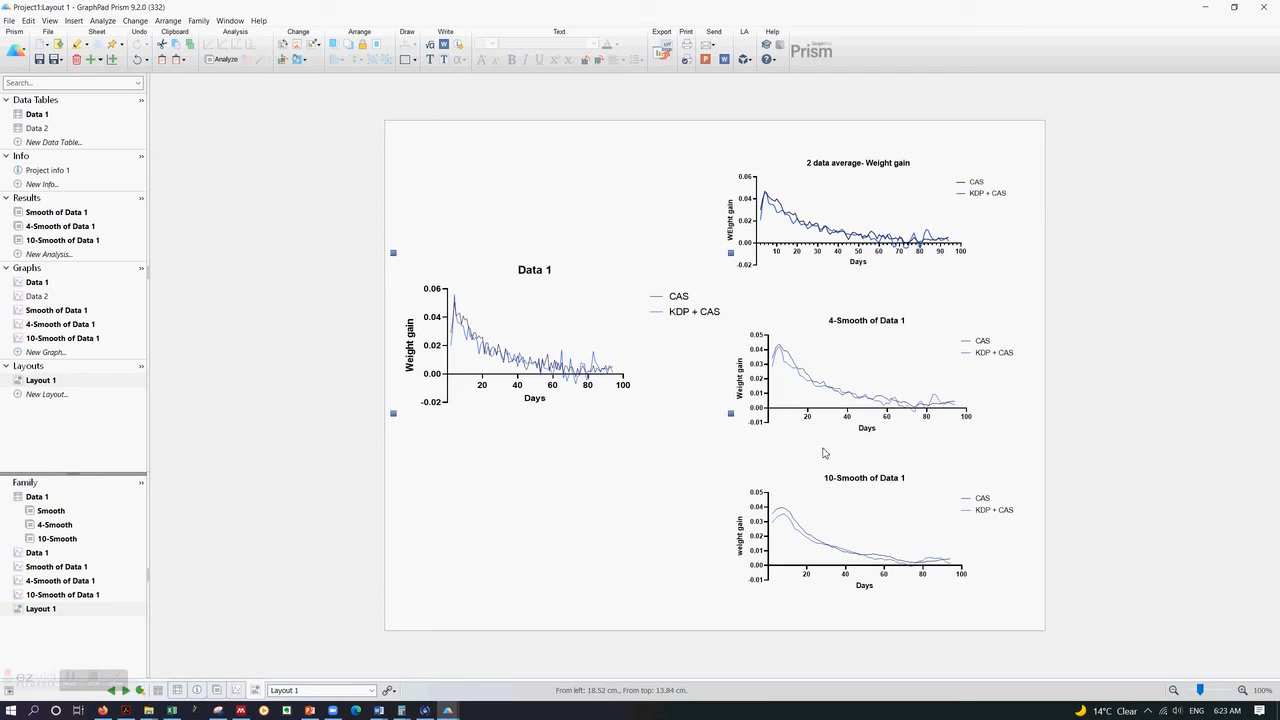 Project1:Layout 1 - GraphPad Prism 9.2.0 (332)
File Edit View Insert Change Arrange Family Window Help
Prism File Sheet Undo Clipboard Analysis Change Arrange Draw Write Text Export Print Send LA Help
Analyze
GraphPad
Prism
Search...
Data Tables
Data 1
Data 2
New Data Table...
Info
Project info 1
New Info...
Results
Smooth of Data 1
4-Smooth of Data 1
10-Smooth of Data 1
New Analysis...
Graphs
Data 1
Data 2
Smooth of Data 1
4-Smooth of Data 1
10-Smooth of Data 1
New Graph...
Layouts
Layout 1
New Layout...
Family
Data 1
Smooth
4-Smooth
10-Smooth
Data 1
Smooth of Data 1
4-Smooth of Data 1
10-Smooth of Data 1
Layout 1
Data 1
Weight gain
0.06
0.04
0.02
0.00
-0.02
20 40 60 80 100
Days
CAS
KDP + CAS
2 data average- Weight gain
WEight gain
0.06
0.04
0.02
0.00
-0.02
10 20 30 40 50 60 70 80 90 100
Days
CAS
KDP + CAS
4-Smooth of Data 1
Weight gain
0.05
0.04
0.03
0.02
0.01
0.00
-0.01
20 40 60 80 100
Days
CAS
KDP + CAS
10-Smooth of Data 1
weight gain
0.05
0.04
0.03
0.02
0.01
0.00
-0.01
20 40 60 80 100
Days
CAS
KDP + CAS
Layout 1
From left: 18.52 cm., From top: 13.84 cm.
100%
14°C Clear
ENG
6:23 AM